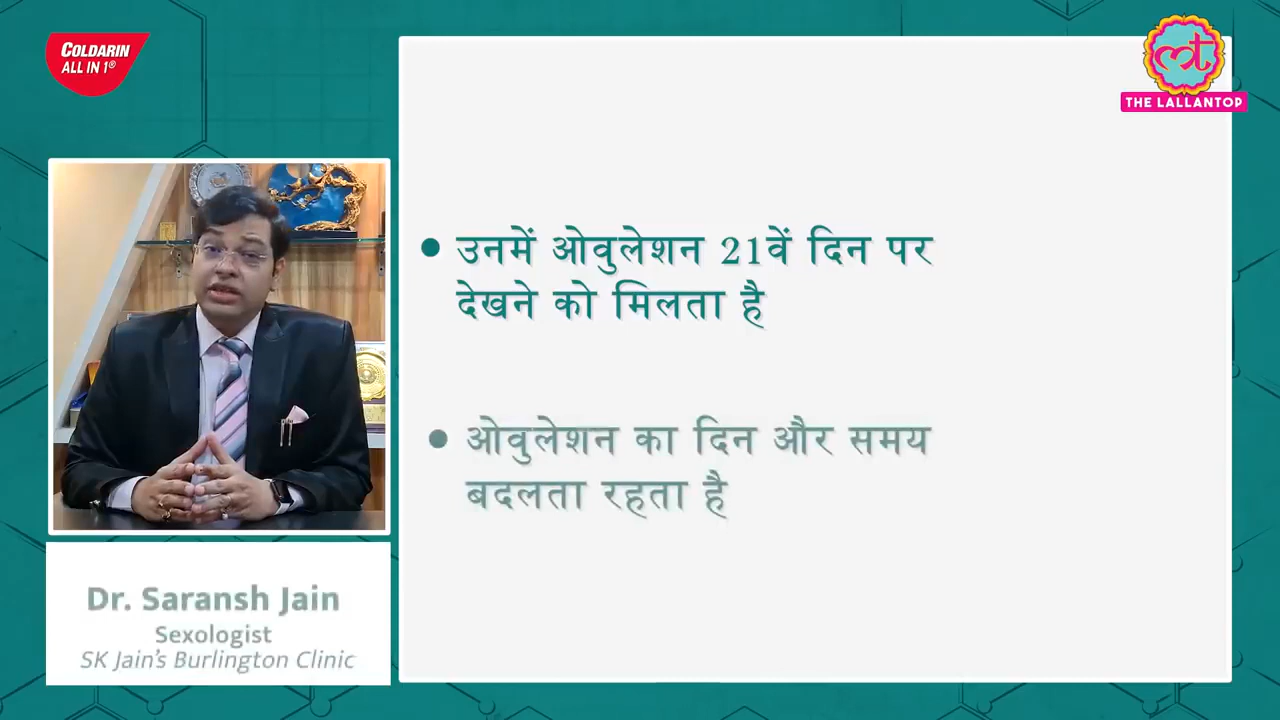 COLDARIN
ALL IN 1®
THE LALLANTOP
• उनमें ओवुलेशन 21वें दिन पर
देखने को मिलता है
• ओवुलेशन का दिन और समय
बदलता रहता है
Dr. Saransh Jain
Sexologist
SK Jain's Burlington Clinic